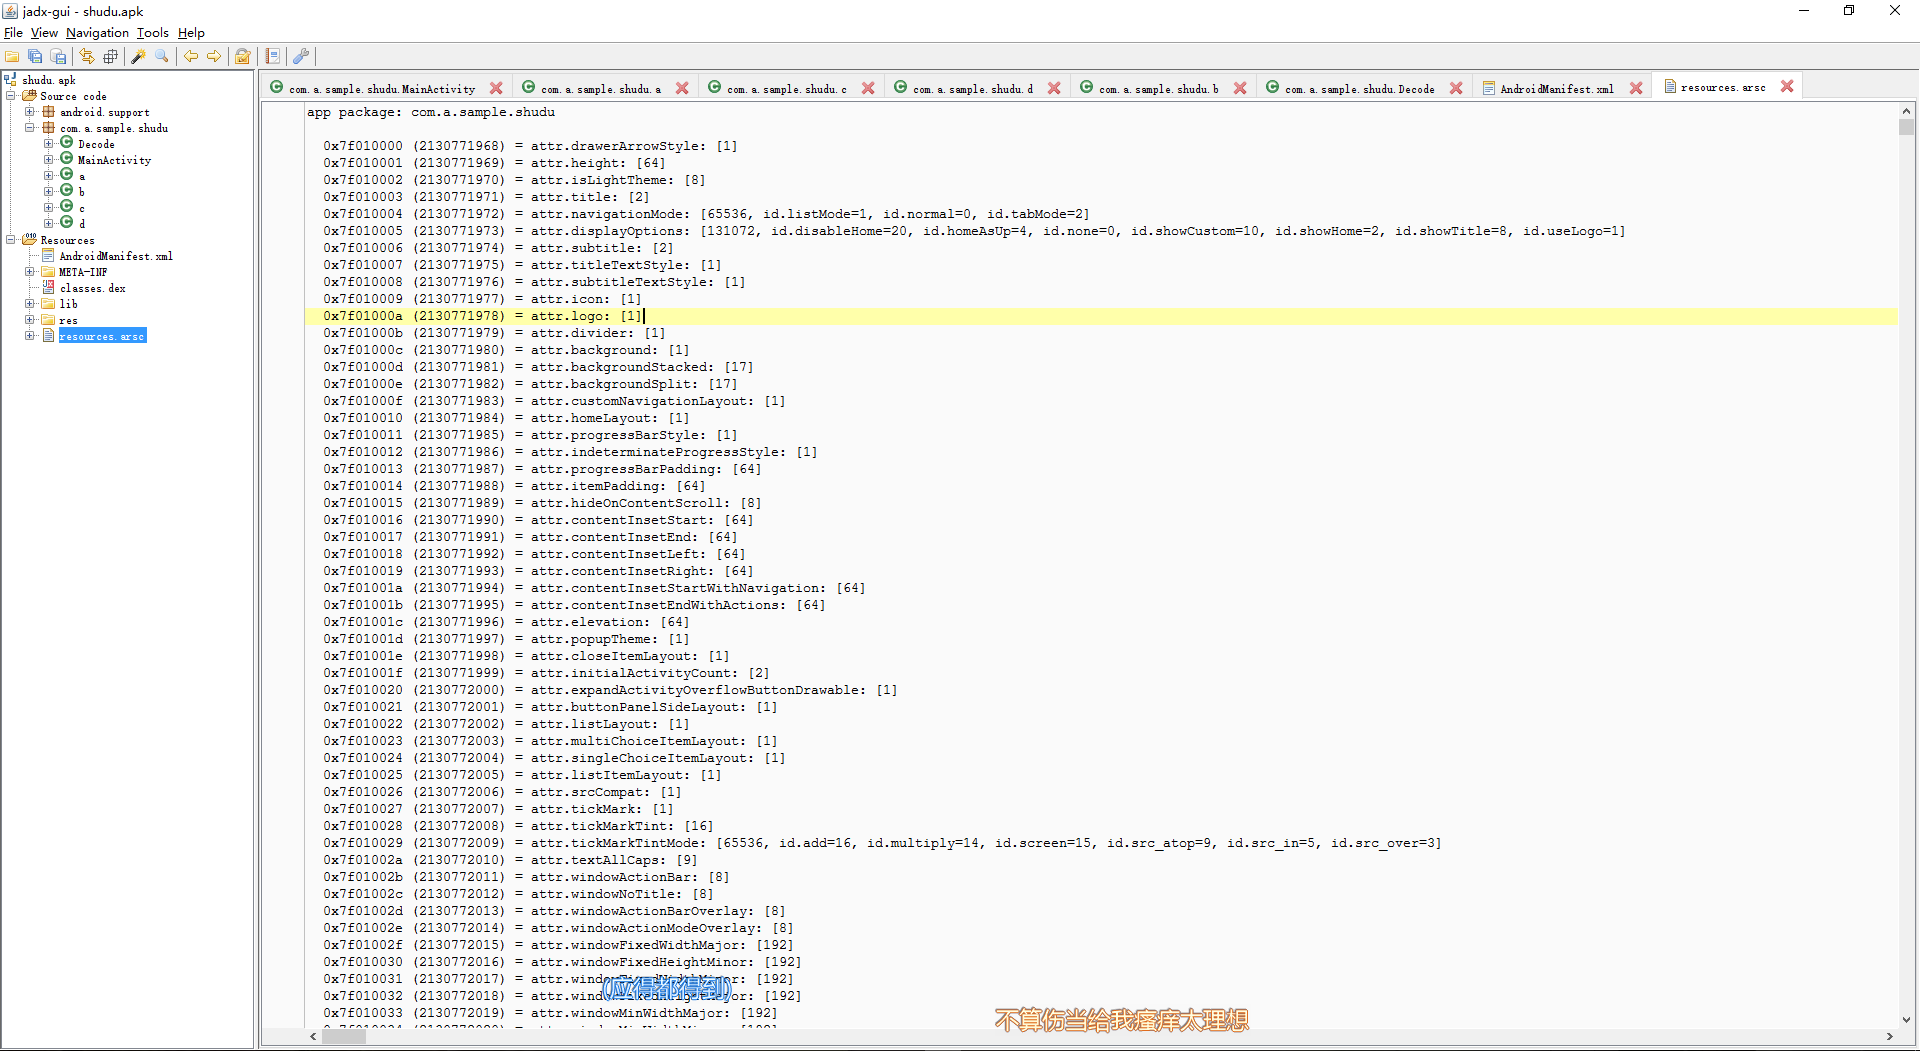 jadx-gui - shudu.apk
File View Navigation Tools Help
shudu.apk
Source code
android.support
com.a.sample.shudu
Decode
MainActivity
a
b
c
d
Resources
AndroidManifest.xml
META-INF
classes.dex
lib
res
resources.arsc
com.a.sample.shudu.MainActivity com.a.sample.shudu.a com.a.sample.shudu.c com.a.sample.shudu.d com.a.sample.shudu.b com.a.sample.shudu.Decode AndroidManifest.xml resources.arsc
app package: com.a.sample.shudu
0x7f010000 (2130771968) = attr.drawerArrowStyle: [1]
0x7f010001 (2130771969) = attr.height: [64]
0x7f010002 (2130771970) = attr.isLightTheme: [8]
0x7f010003 (2130771971) = attr.title: [2]
0x7f010004 (2130771972) = attr.navigationMode: [65536, id.listMode=1, id.normal=0, id.tabMode=2]
0x7f010005 (2130771973) = attr.displayOptions: [131072, id.disableHome=20, id.homeAsUp=4, id.none=0, id.showCustom=10, id.showHome=2, id.showTitle=8, id.useLogo=1]
0x7f010006 (2130771974) = attr.subtitle: [2]
0x7f010007 (2130771975) = attr.titleTextStyle: [1]
0x7f010008 (2130771976) = attr.subtitleTextStyle: [1]
0x7f010009 (2130771977) = attr.icon: [1]
0x7f01000a (2130771978) = attr.logo: [1]
0x7f01000b (2130771979) = attr.divider: [1]
0x7f01000c (2130771980) = attr.background: [1]
0x7f01000d (2130771981) = attr.backgroundStacked: [17]
0x7f01000e (2130771982) = attr.backgroundSplit: [17]
0x7f01000f (2130771983) = attr.customNavigationLayout: [1]
0x7f010010 (2130771984) = attr.homeLayout: [1]
0x7f010011 (2130771985) = attr.progressBarStyle: [1]
0x7f010012 (2130771986) = attr.indeterminateProgressStyle: [1]
0x7f010013 (2130771987) = attr.progressBarPadding: [64]
0x7f010014 (2130771988) = attr.itemPadding: [64]
0x7f010015 (2130771989) = attr.hideOnContentScroll: [8]
0x7f010016 (2130771990) = attr.contentInsetStart: [64]
0x7f010017 (2130771991) = attr.contentInsetEnd: [64]
0x7f010018 (2130771992) = attr.contentInsetLeft: [64]
0x7f010019 (2130771993) = attr.contentInsetRight: [64]
0x7f01001a (2130771994) = attr.contentInsetStartWithNavigation: [64]
0x7f01001b (2130771995) = attr.contentInsetEndWithActions: [64]
0x7f01001c (2130771996) = attr.elevation: [64]
0x7f01001d (2130771997) = attr.popupTheme: [1]
0x7f01001e (2130771998) = attr.closeItemLayout: [1]
0x7f01001f (2130771999) = attr.initialActivityCount: [2]
0x7f010020 (2130772000) = attr.expandActivityOverflowButtonDrawable: [1]
0x7f010021 (2130772001) = attr.buttonPanelSideLayout: [1]
0x7f010022 (2130772002) = attr.listLayout: [1]
0x7f010023 (2130772003) = attr.multiChoiceItemLayout: [1]
0x7f010024 (2130772004) = attr.singleChoiceItemLayout: [1]
0x7f010025 (2130772005) = attr.listItemLayout: [1]
0x7f010026 (2130772006) = attr.srcCompat: [1]
0x7f010027 (2130772007) = attr.tickMark: [1]
0x7f010028 (2130772008) = attr.tickMarkTint: [16]
0x7f010029 (2130772009) = attr.tickMarkTintMode: [65536, id.add=16, id.multiply=14, id.screen=15, id.src_atop=9, id.src_in=5, id.src_over=3]
0x7f01002a (2130772010) = attr.textAllCaps: [9]
0x7f01002b (2130772011) = attr.windowActionBar: [8]
0x7f01002c (2130772012) = attr.windowNoTitle: [8]
0x7f01002d (2130772013) = attr.windowActionBarOverlay: [8]
0x7f01002e (2130772014) = attr.windowActionModeOverlay: [8]
0x7f01002f (2130772015) = attr.windowFixedWidthMajor: [192]
0x7f010030 (2130772016) = attr.windowFixedHeightMinor: [192]
0x7f010031 (2130772017) = attr.windowFixedWidthMinor: [192]
0x7f010032 (2130772018) = attr.windowFixedHeightMajor: [192]
0x7f010033 (2130772019) = attr.windowMinWidthMajor: [192]
(应得都得到)
不算伤当给我瘙痒太理想